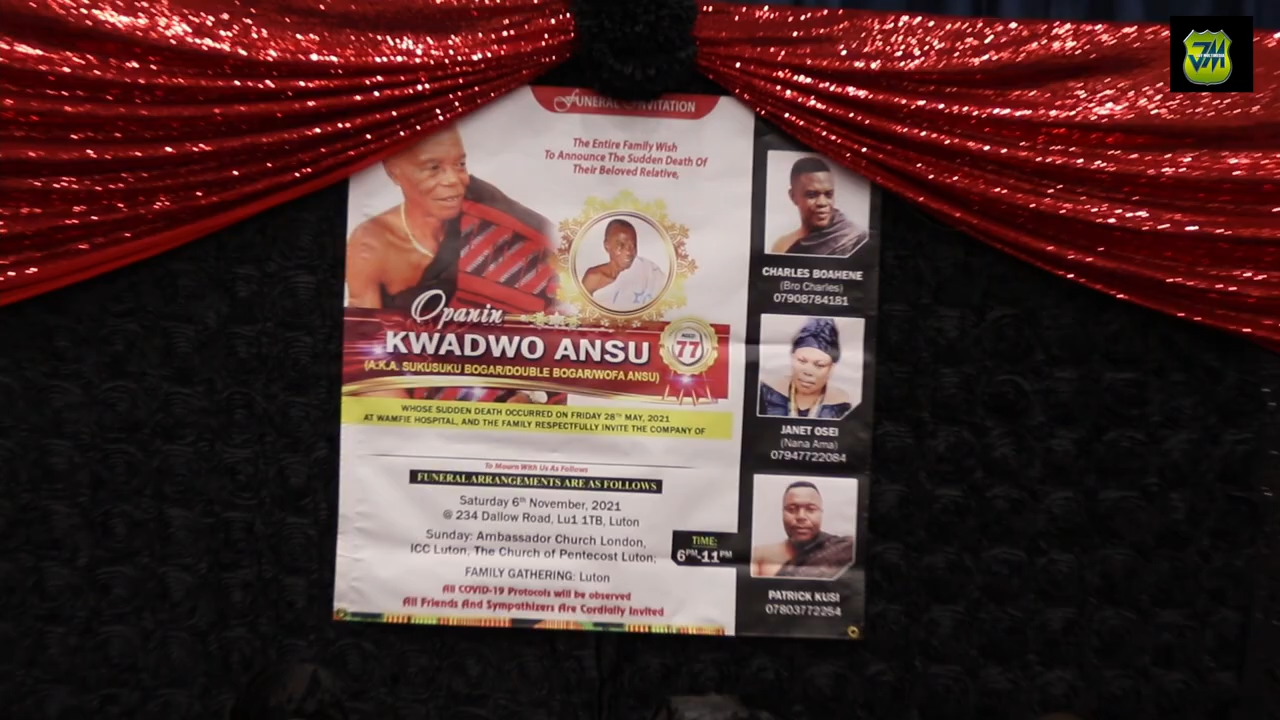 FUNERAL INVITATION
The Entire Family Wish
To Announce The Sudden Death Of
Their Beloved Relative,
Opanin
KWADWO ANSU
(A.K.A. SUKUSUKU BOGAR/DOUBLE BOGAR/WOFA ANSU)
AGED
77
WHOSE SUDDEN DEATH OCCURRED ON FRIDAY 28TH MAY, 2021
AT WAMFIE HOSPITAL, AND THE FAMILY RESPECTFULLY INVITE THE COMPANY OF
To Mourn With Us As Follows
FUNERAL ARRANGEMENTS ARE AS FOLLOWS
Saturday 6th November, 2021
@ 234 Dallow Road, Lu1 1TB, Luton
Sunday: Ambassador Church London,
ICC Luton, The Church of Pentecost Luton;
TIME:
6PM-11PM
FAMILY GATHERING: Luton
All COVID-19 Protocols will be observed
All Friends And Sympathizers Are Cordially Invited
CHARLES BOAHENE
(Bro Charles)
07908784181
JANET OSEI
(Nana Ama)
07947722084
PATRICK KUSI
07803772254